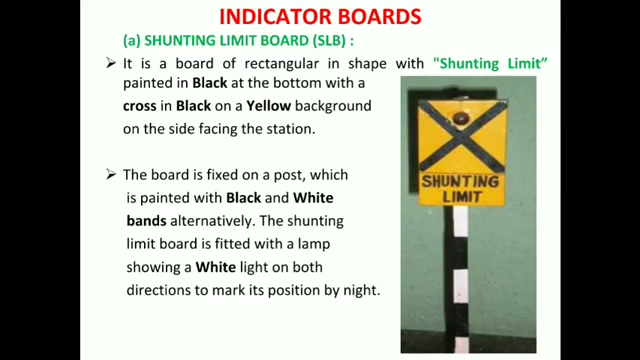 INDICATOR BOARDS
(a) SHUNTING LIMIT BOARD (SLB) :
➢ It is a board of rectangular in shape with "Shunting Limit”
painted in Black at the bottom with a
cross in Black on a Yellow background
on the side facing the station.
➢ The board is fixed on a post, which
is painted with Black and White
bands alternatively. The shunting
limit board is fitted with a lamp
showing a White light on both
directions to mark its position by night.
SHUNTING
LIMIT